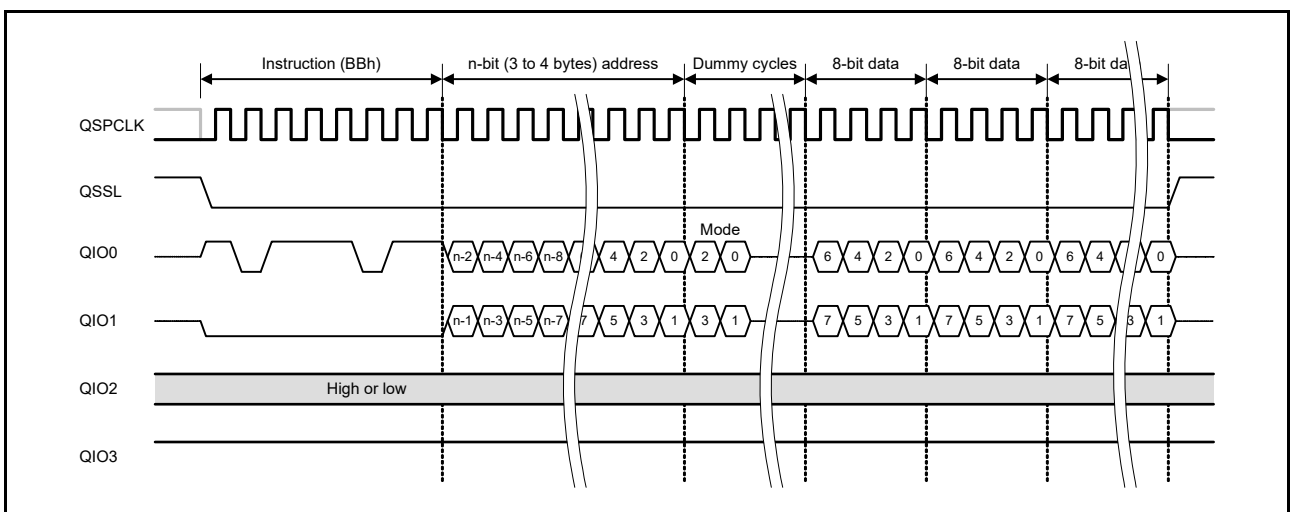 Instruction (BBh) n-bit (3 to 4 bytes) address Dummy cycles 8-bit data 8-bit data 8-bit da
QSPCLK
QSSL
Mode
QIO0 n-2 n-4 n-6 n-8 4 2 0 2 0 6 4 2 0 6 4 2 0 6 4 0
QIO1 n-1 n-3 n-5 n-7 7 5 3 1 3 1 7 5 3 1 7 5 3 1 7 5 3 1
QIO2 High or low
QIO3